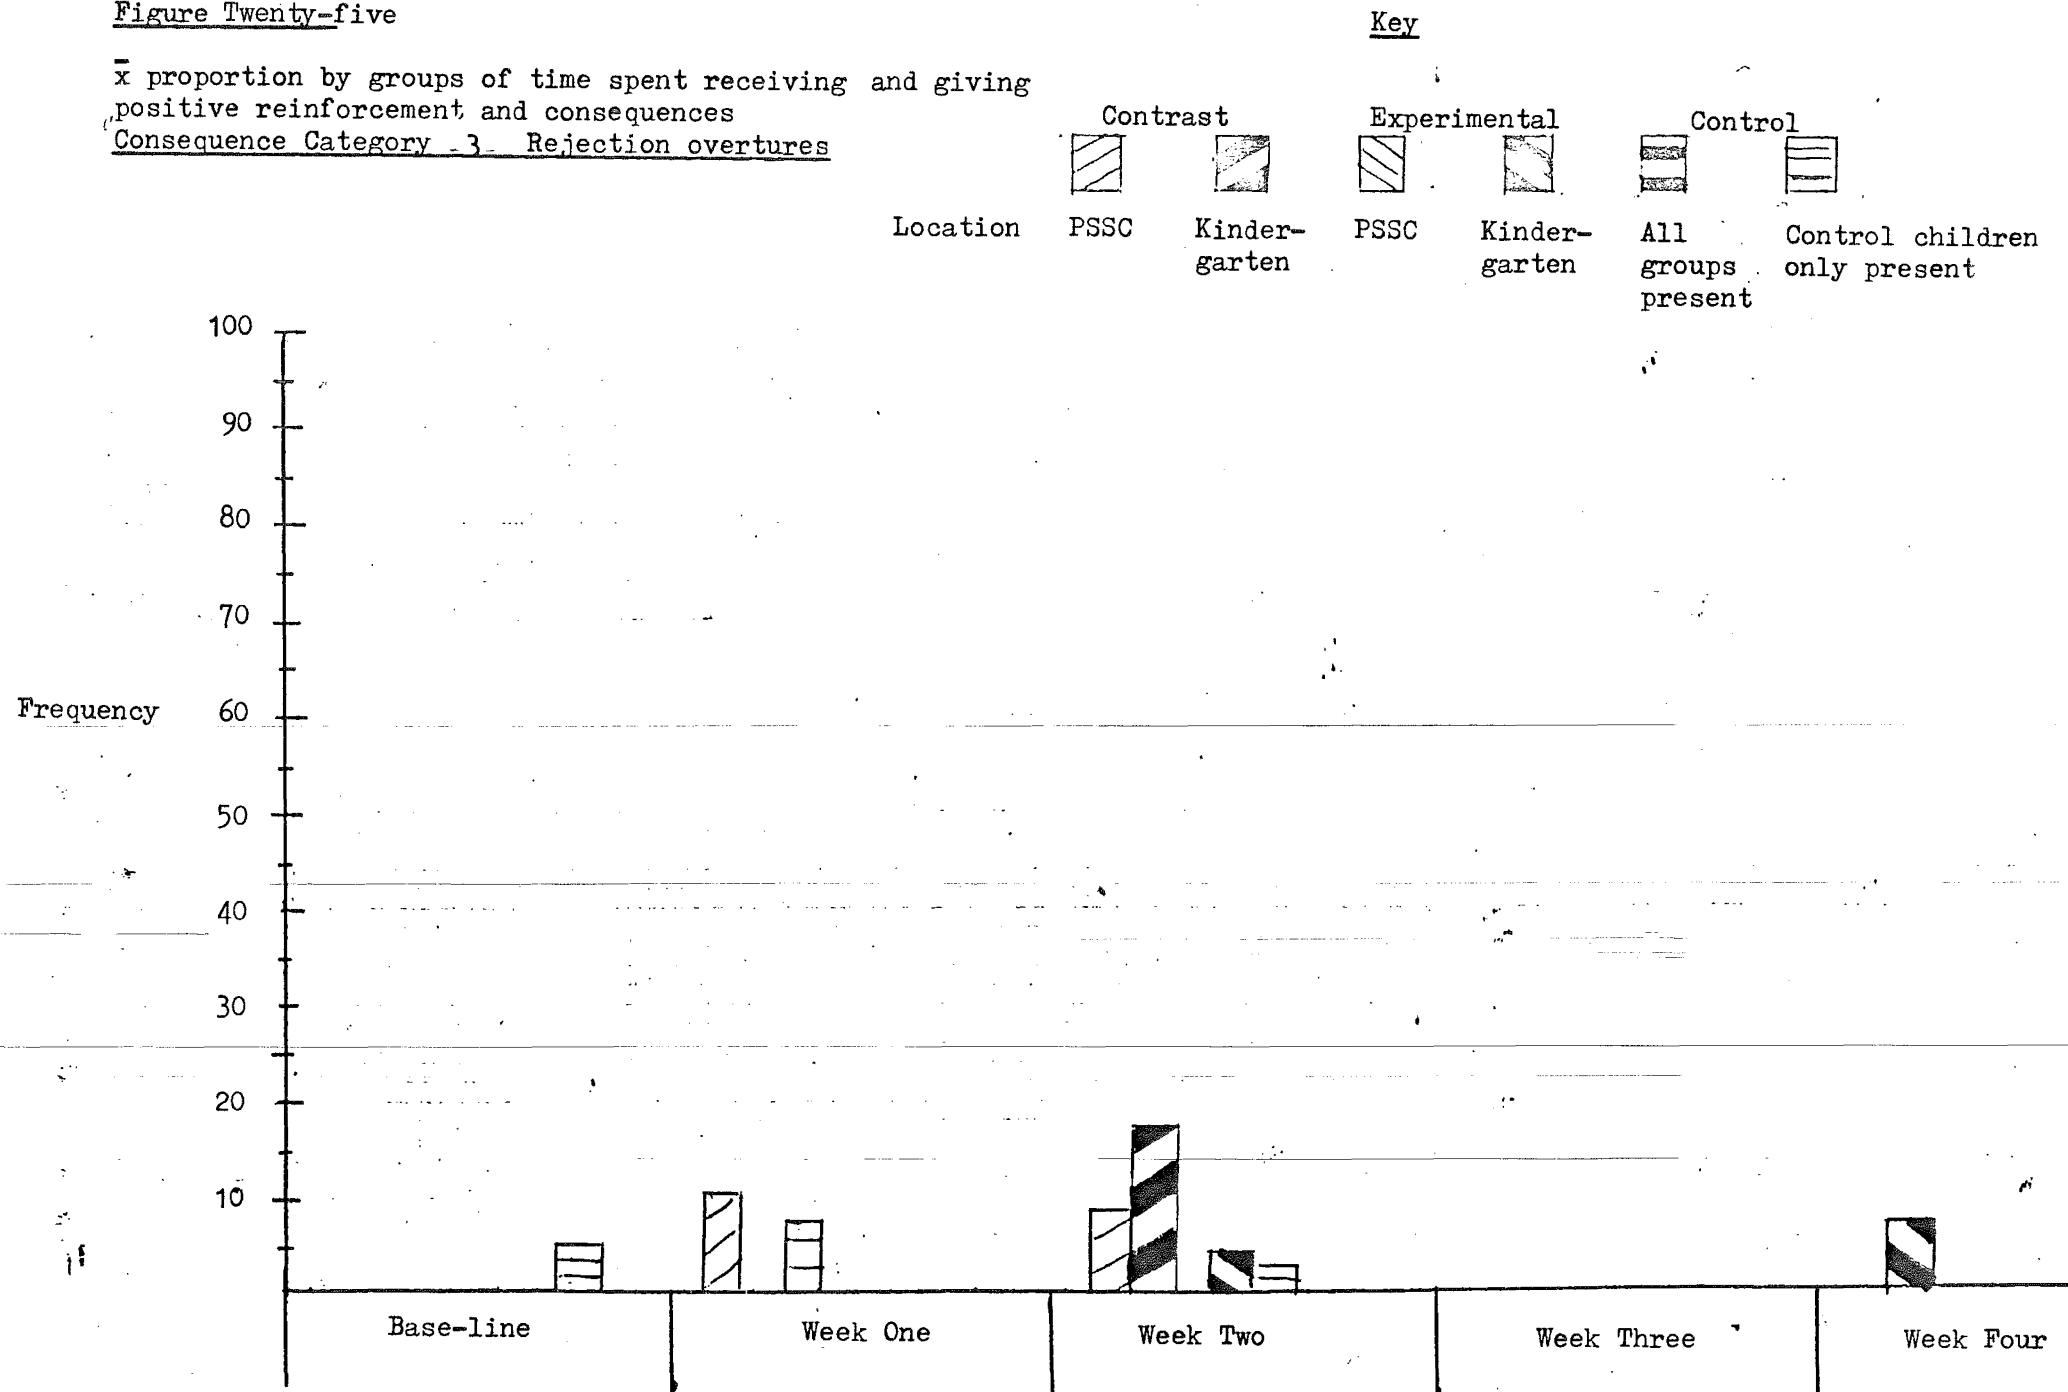 Figure Twenty-five
Key
x̄ proportion by groups of time spent receiving and giving
positive reinforcement and consequences
Consequence Category 3 Rejection overtures
Contrast Experimental Control
Location PSSC Kinder-
garten PSSC Kinder-
garten All
groups
present Control children
only present
100
90
80
70
Frequency 60
50
40
30
20
10
Base-line Week One Week Two Week Three Week Four